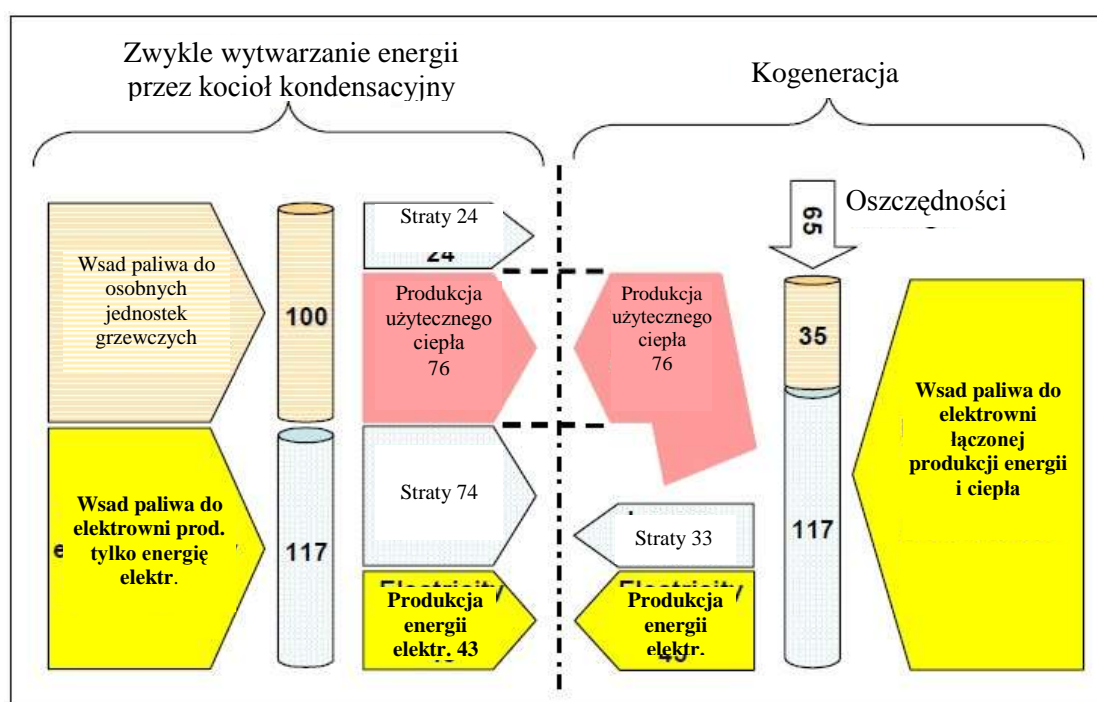 Zwykle wytwarzanie energii
przez kocioł kondensacyjny
Kogeneracja
Wsad paliwa do
osobnych
jednostek
grzewczych
100
Straty 24
24
Produkcja
użytecznego
ciepła
76
Wsad paliwa do
elektrowni prod.
tylko energię
elektr.
117
Straty 74
Electricity
Produkcja
energii
elektr. 43
Produkcja
użytecznego
ciepła
76
Straty 33
Electricity
Produkcja
energii
elektr.
65
Oszczędności
35
117
Wsad paliwa do
elektrowni
łączonej
produkcji energii
i ciepła